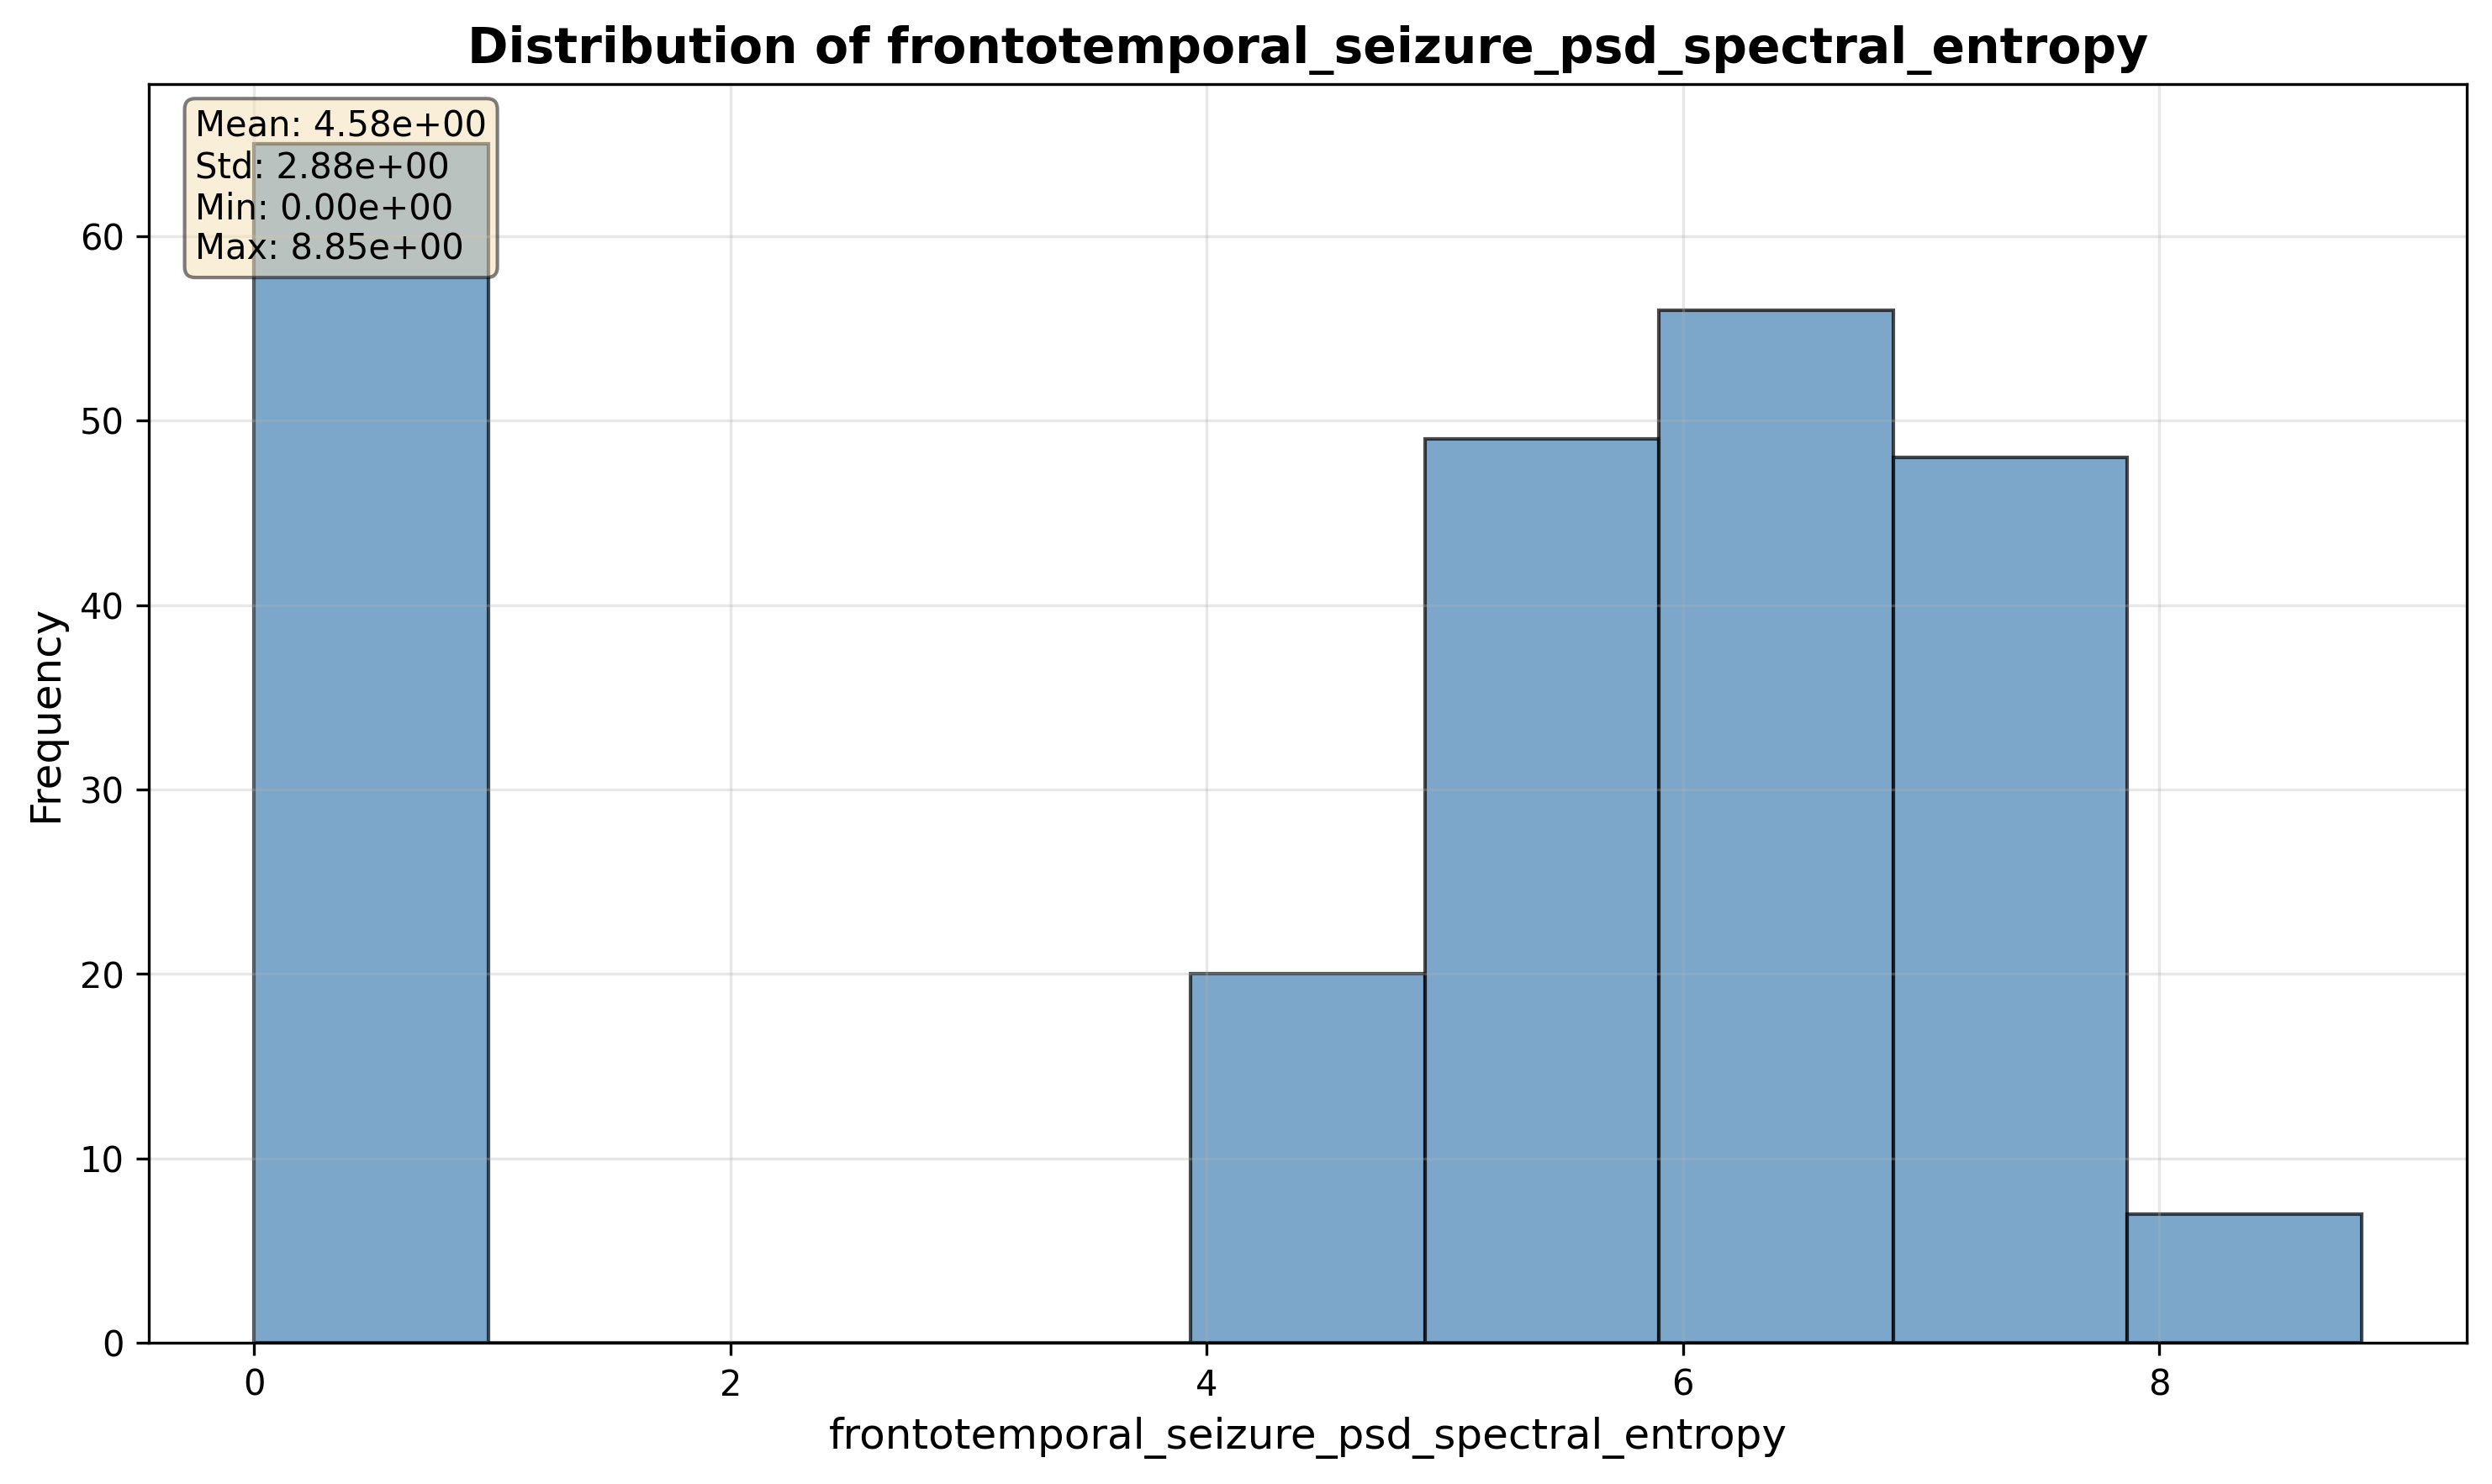 Distribution of frontotemporal_seizure_psd_spectral_entropy
Mean: 4.58e+00
Std: 2.88e+00
Min: 0.00e+00
Max: 8.85e+00
Frequency
60
50
40
30
20
10
0
0 2 4 6 8
frontotemporal_seizure_psd_spectral_entropy